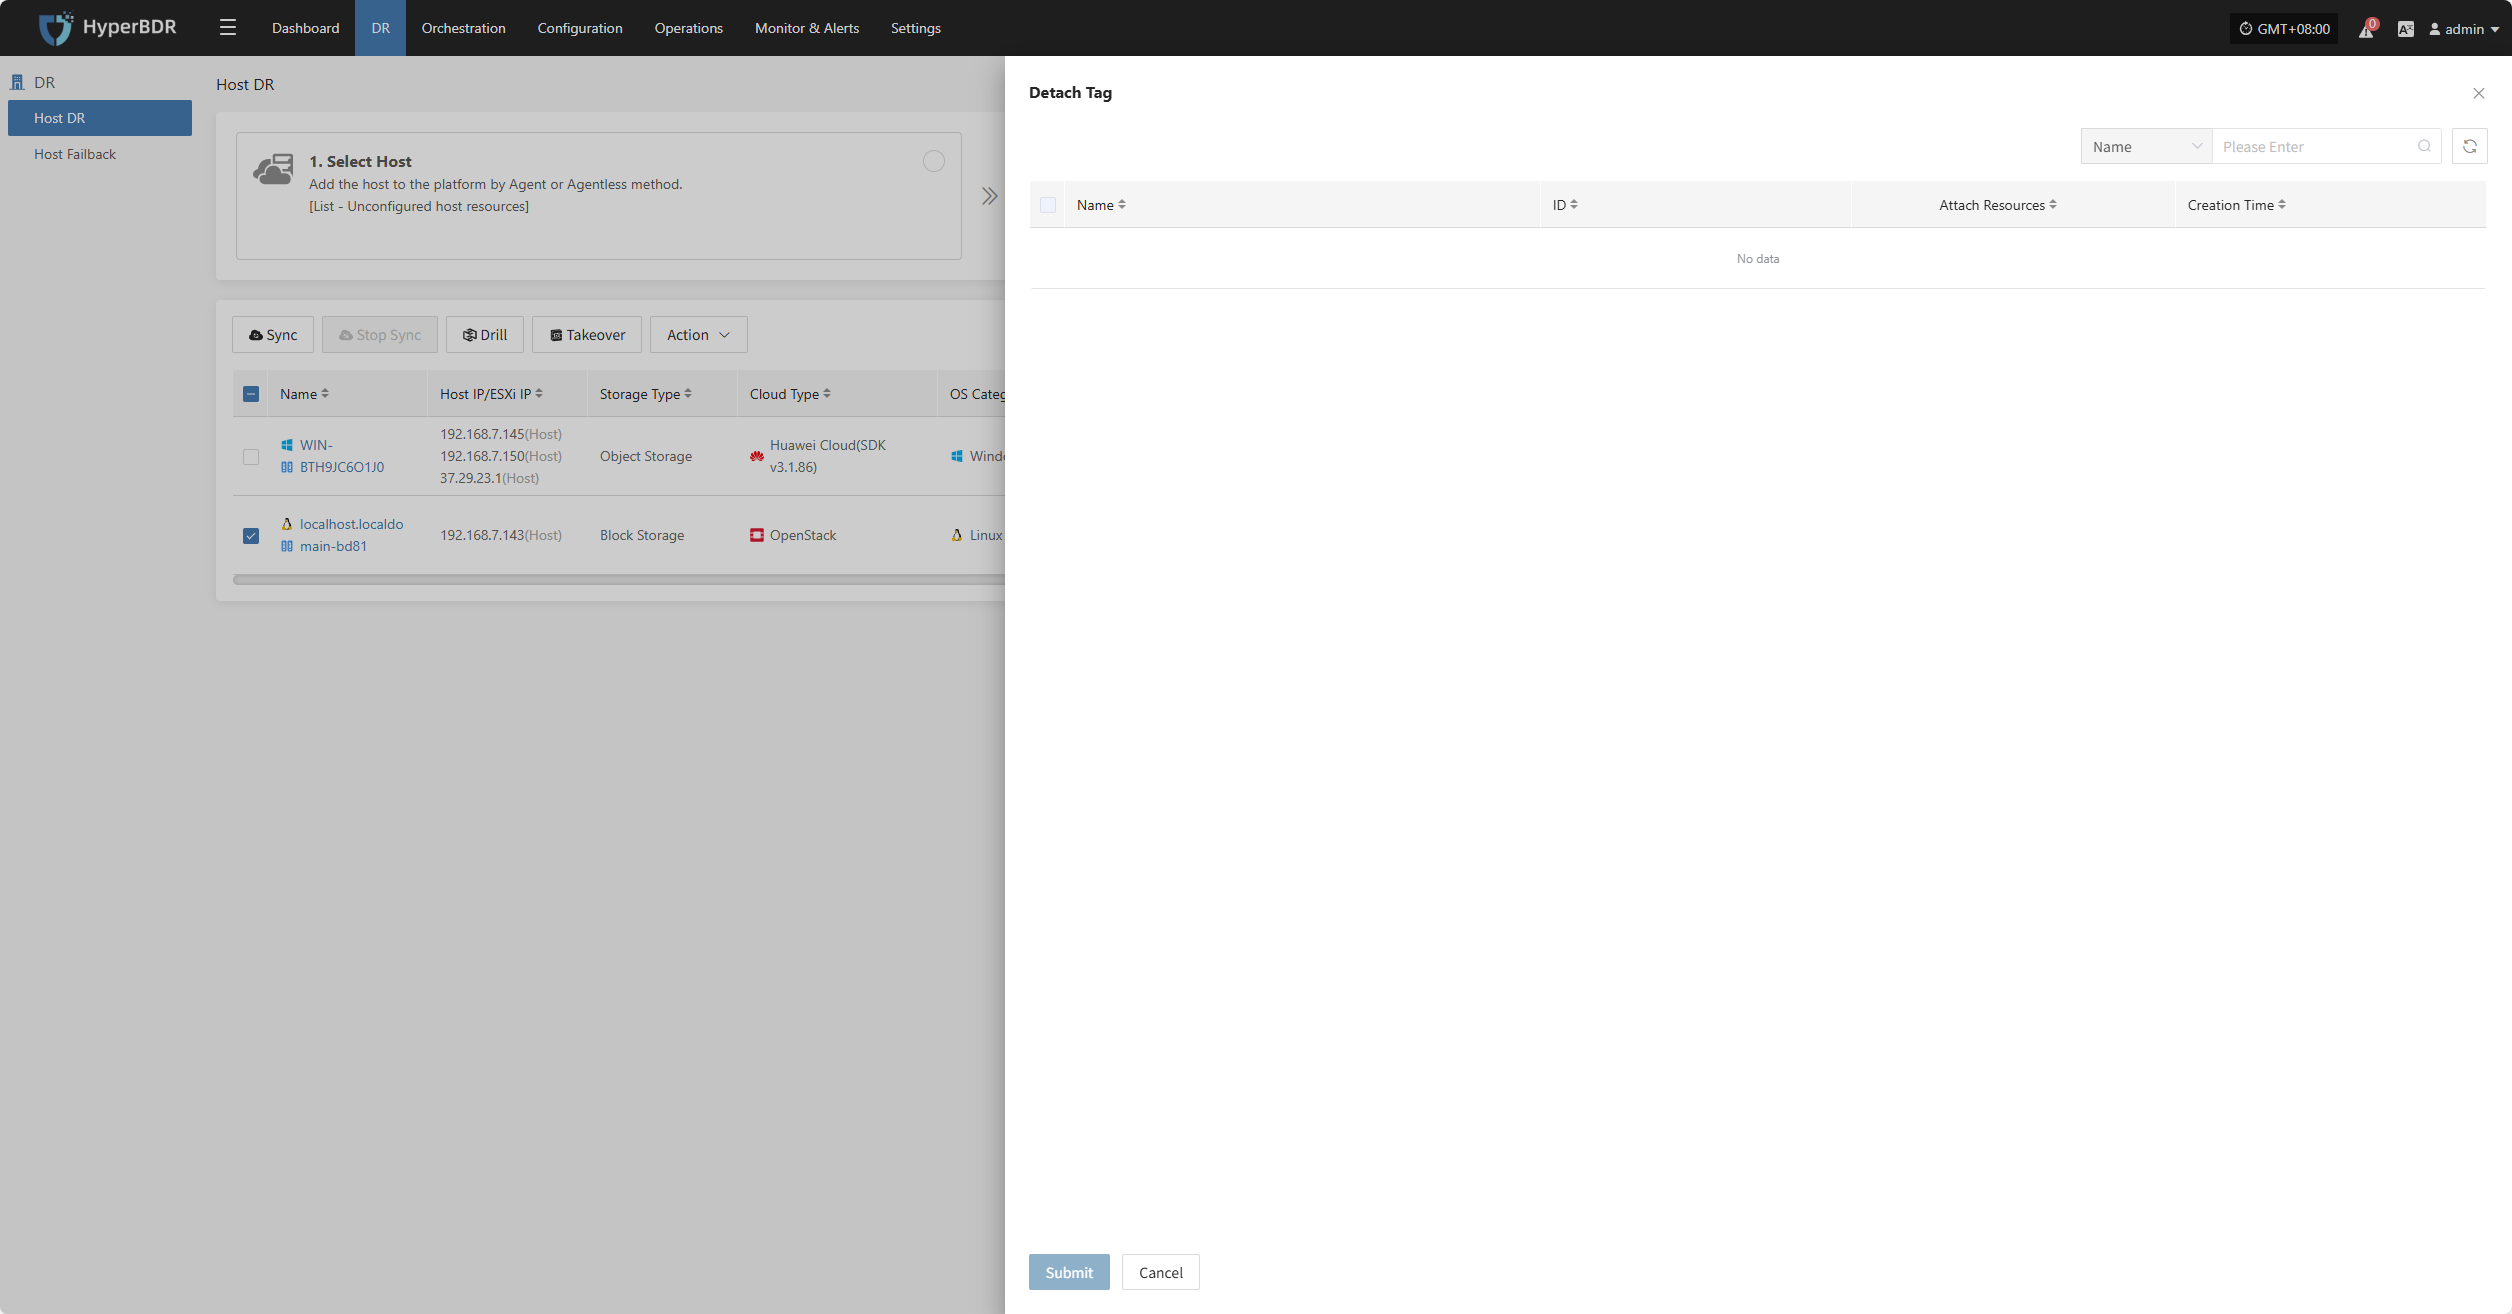 HyperBDR
Dashboard
DR
Orchestration
Configuration
Operations
Monitor & Alerts
Settings
GMT+08:00
0
admin
DR
Host DR
Host Failback
Host DR
1. Select Host
Add the host to the platform by Agent or Agentless method.
[List - Unconfigured host resources]
Sync
Stop Sync
Drill
Takeover
Action
Name
Host IP/ESXi IP
Storage Type
Cloud Type
OS Categ
WIN-
BTH9JC6O1J0
192.168.7.145(Host)
192.168.7.150(Host)
37.29.23.1(Host)
Object Storage
Huawei Cloud(SDK
v3.1.86)
Windo
localhost.localdo
main-bd81
192.168.7.143(Host)
Block Storage
OpenStack
Linux
Detach Tag
Name
Please Enter
Name
ID
Attach Resources
Creation Time
No data
Submit
Cancel